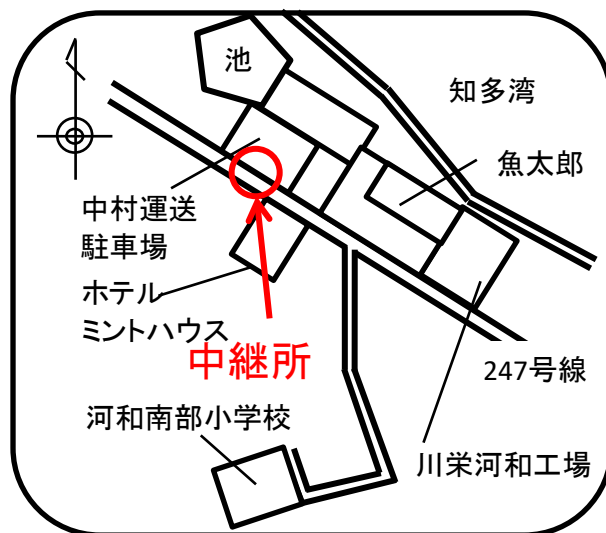 池
知多湾
魚太郎
中村運送
駐車場
ホテル
ミントハウス
中継所
247号線
河和南部小学校
川栄河和工場